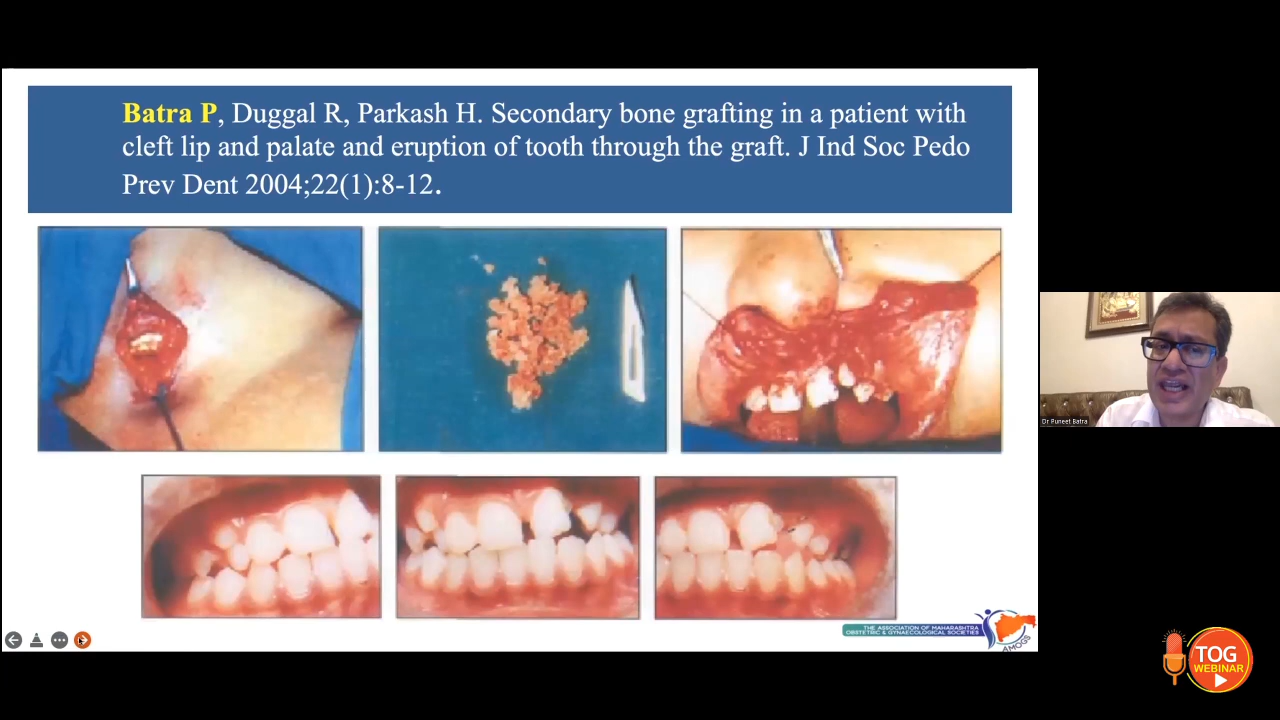 Batra P, Duggal R, Parkash H. Secondary bone grafting in a patient with
cleft lip and palate and eruption of tooth through the graft. J Ind Soc Pedo
Prev Dent 2004;22(1):8-12.
Dr Puneet Batra
THE ASSOCIATION OF MAHARASHTRA
OBSTETRIC & GYNAECOLOGICAL SOCIETIES
AMOGS
TOG
WEBINAR